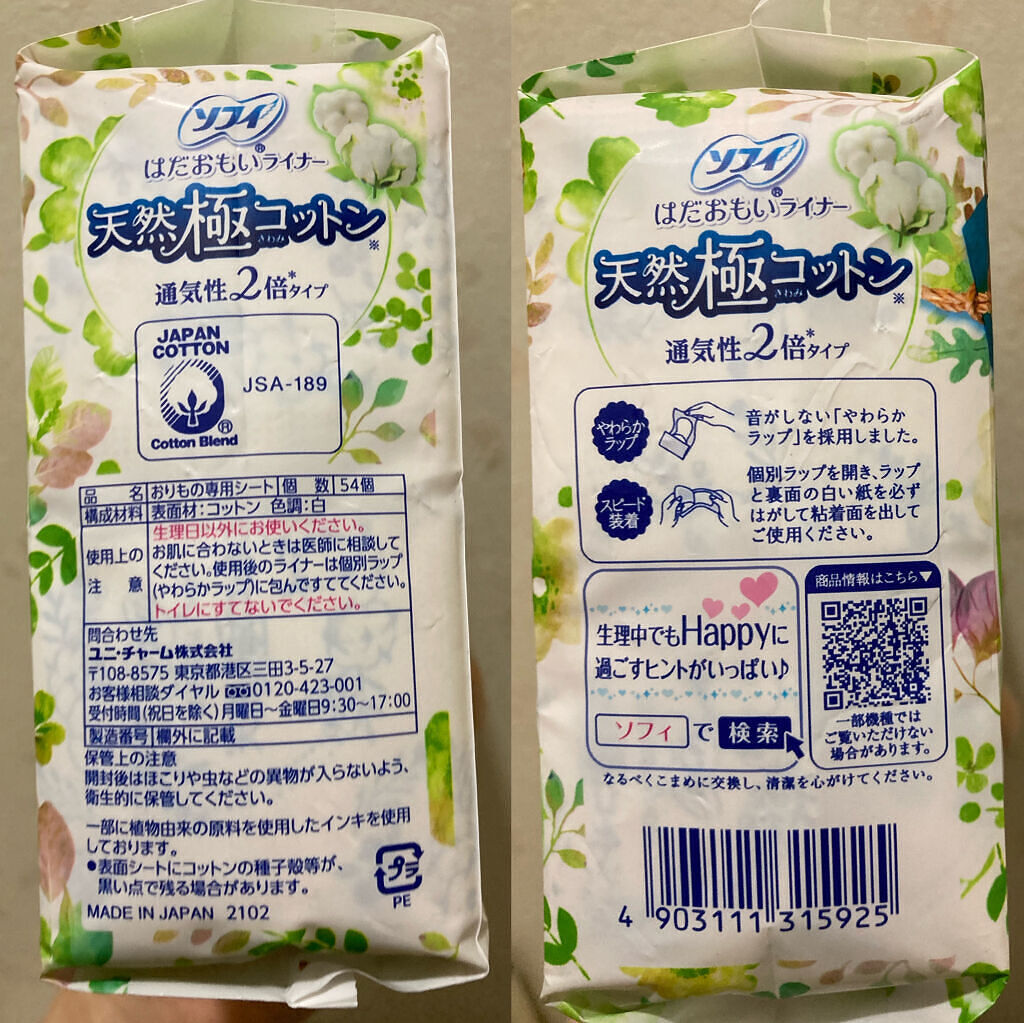 ソフィ
はだおもいライナー®
天然極コットン※
きわみ
通気性2倍*タイプ
JAPAN
COTTON
JSA-189
®
Cotton Blend
品 名 おりもの専用シート 個 数 54個
構成材料 表面材:コットン 色調:白
使用上の注 意
生理日以外にお使いください。
お肌に合わないときは医師に相談して
ください。使用後のライナーは個別ラップ
(やわらかラップ)に包んですててください。
トイレにすてないでください。
問合わせ先
ユニ・チャーム株式会社
〒108-8575 東京都港区三田3-5-27
お客様相談ダイヤル 0120-423-001
受付時間(祝日を除く)月曜日〜金曜日9:30〜17:00
製造番号 欄外に記載
保管上の注意
開封後はほこりや虫などの異物が入らないよう、
衛生的に保管してください。
一部に植物由来の原料を使用したインキを使用
しております。
●表面シートにコットンの種子殻等が、
黒い点で残る場合があります。
プラ
PE
MADE IN JAPAN 2102
ソフィ
はだおもいライナー®
天然極コットン※
きわみ
通気性2倍*タイプ
やわらか
ラップ
音がしない「やわらか
ラップ」を採用しました。
スピード
装着
個別ラップを開き、ラップ
と裏面の白い紙を必ず
はがして粘着面を出して
ご使用ください。
生理中でもHappyに
過ごすヒントがいっぱい♪
ソフィ で 検索
商品情報はこちら▼
一部機種では
ご覧いただけない
場合があります。
なるべくこまめに交換し、清潔を心がけてください。
4 903111 315925